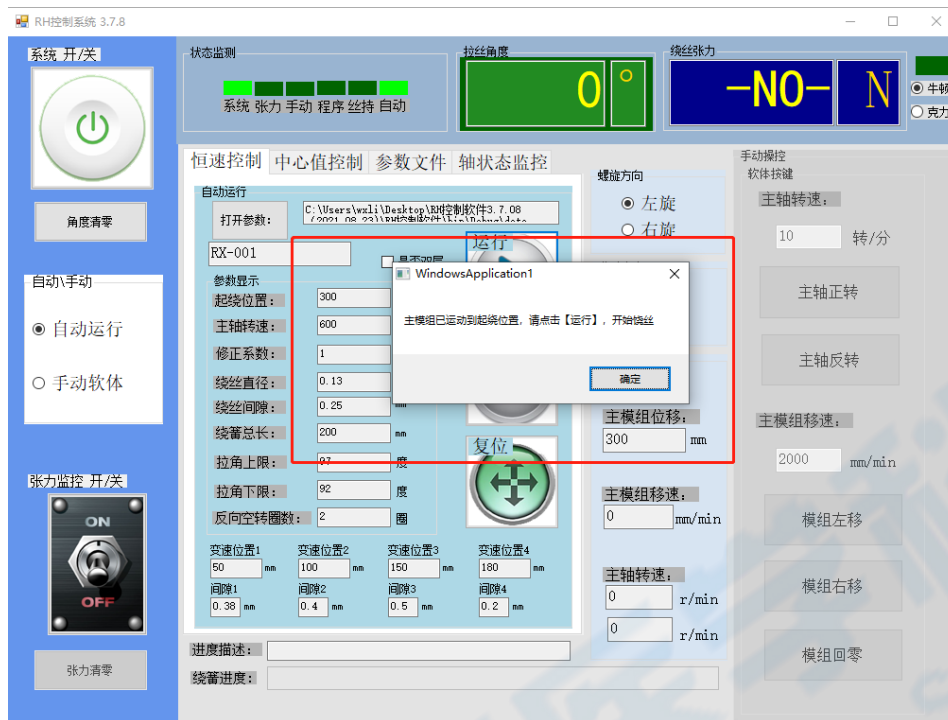 RH控制系统 3.7.8
系统 开/关
角度清零
自动\手动
自动运行
手动软体
张力监控 开/关
ON
OFF
张力清零
状态监测
系统 张力 手动 程序 丝持 自动
拉丝角度
0 °
绕丝张力
-NO- N
牛顿
克力
恒速控制 中心值控制 参数文件 轴状态监控
自动运行
打开参数:
C:\Users\wxli\Desktop\RH控制软件3.7.08
(2021.08.23)\RH控制软件\bin\Debug\data
RX-001
运行
参数显示
起绕位置: 300
主轴转速: 600
修正系数: 1
绕丝直径: 0.13
绕丝间隙: 0.25 mm
绕簧总长: 200 mm
拉角上限: 97 度
拉角下限: 92 度
反向空转圈数: 2 圈
复位
变速位置1 变速位置2 变速位置3 变速位置4
50 mm 100 mm 150 mm 180 mm
间隙1 间隙2 间隙3 间隙4
0.38 mm 0.4 mm 0.5 mm 0.2 mm
进度描述:
绕簧进度:
WindowsApplication1
主模组已运动到起绕位置，请点击【运行】，开始饶丝
确定
螺旋方向
左旋
右旋
主模组位移:
300 mm
主模组移速:
0 mm/min
主轴转速:
0 r/min
0 r/min
手动操控
软体按键
主轴转速:
10 转/分
主轴正转
主轴反转
主模组移速:
2000 mm/min
模组左移
模组右移
模组回零